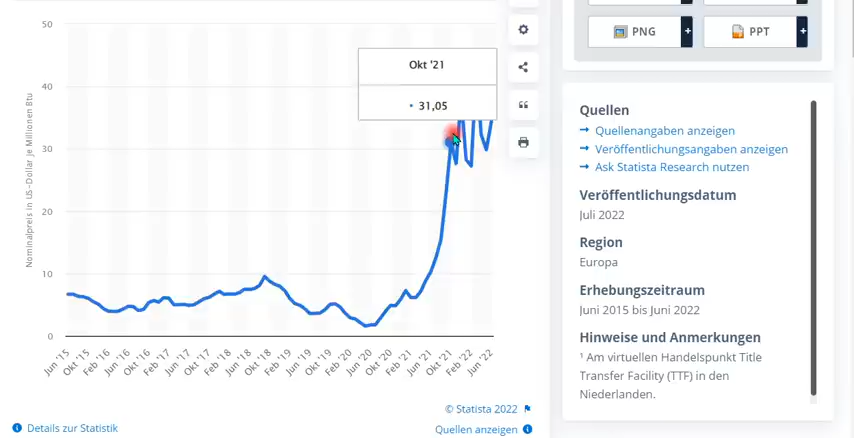 50
40
30
20
10
0
Nominalpreis in US-Dollar je Millionen Btu
Okt '21
31,05
Jun '15
Okt '15
Feb '16
Jun '16
Okt '16
Feb '17
Jun '17
Okt '17
Feb '18
Jun '18
Okt '18
Feb '19
Jun '19
Okt '19
Feb '20
Jun '20
Okt '20
Feb '21
Jun '21
Okt '21
Feb '22
Jun '22
© Statista 2022
Details zur Statistik
Quellen anzeigen
PNG +
PPT +
Quellen
Quellenangaben anzeigen
Veröffentlichungsangaben anzeigen
Ask Statista Research nutzen
Veröffentlichungsdatum
Juli 2022
Region
Europa
Erhebungszeitraum
Juni 2015 bis Juni 2022
Hinweise und Anmerkungen
¹ Am virtuellen Handelspunkt Title
Transfer Facility (TTF) in den
Niederlanden.